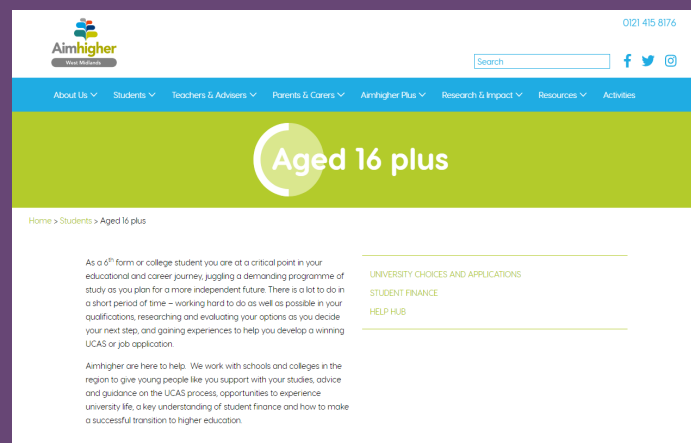 0121 415 8176
Aimhigher
West Midlands
Search
About Us
Students
Teachers & Advisers
Parents & Carers
Aimhigher Plus
Research & Impact
Resources
Activities
Aged 16 plus
Home > Students > Aged 16 plus
As a 6th form or college student you are at a critical point in your
educational and career journey, juggling a demanding programme of
study as you plan for a more independent future. There is a lot to do in
a short period of time – working hard to do as well as possible in your
qualifications, researching and evaluating your options as you decide
your next step, and gaining experiences to help you develop a winning
UCAS or job application.
Aimhigher are here to help. We work with schools and colleges in the
region to give young people like you support with your studies, advice
and guidance on the UCAS process, opportunities to experience
university life, a key understanding of student finance and how to make
a successful transition to higher education.
UNIVERSITY CHOICES AND APPLICATIONS
STUDENT FINANCE
HELP HUB